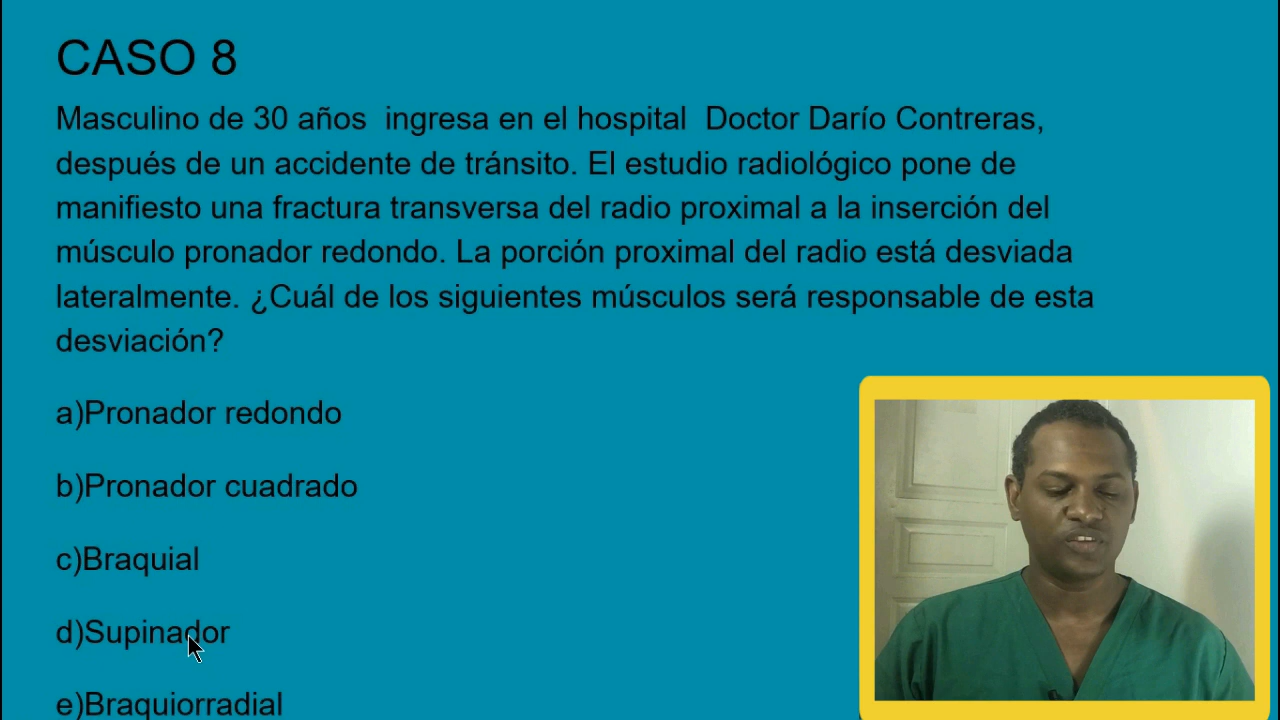 CASO 8
Masculino de 30 años ingresa en el hospital Doctor Darío Contreras,
después de un accidente de tránsito. El estudio radiológico pone de
manifiesto una fractura transversa del radio proximal a la inserción del
músculo pronador redondo. La porción proximal del radio está desviada
lateralmente. ¿Cuál de los siguientes músculos será responsable de esta
desviación?
a)Pronador redondo
b)Pronador cuadrado
c)Braquial
d)Supinador
e)Braquiorradial